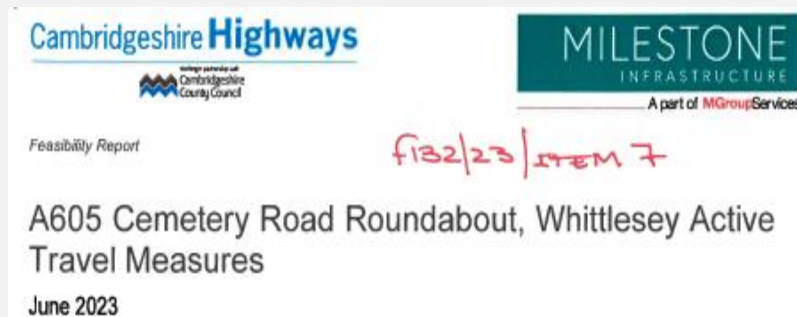 Cambridgeshire Highways
MILESTONE
INFRASTRUCTURE
Cambridgeshire
County Council
A part of MGroupServices
Feasibility Report
f132/23/ITEM 7
A605 Cemetery Road Roundabout, Whittlesey Active
Travel Measures
June 2023